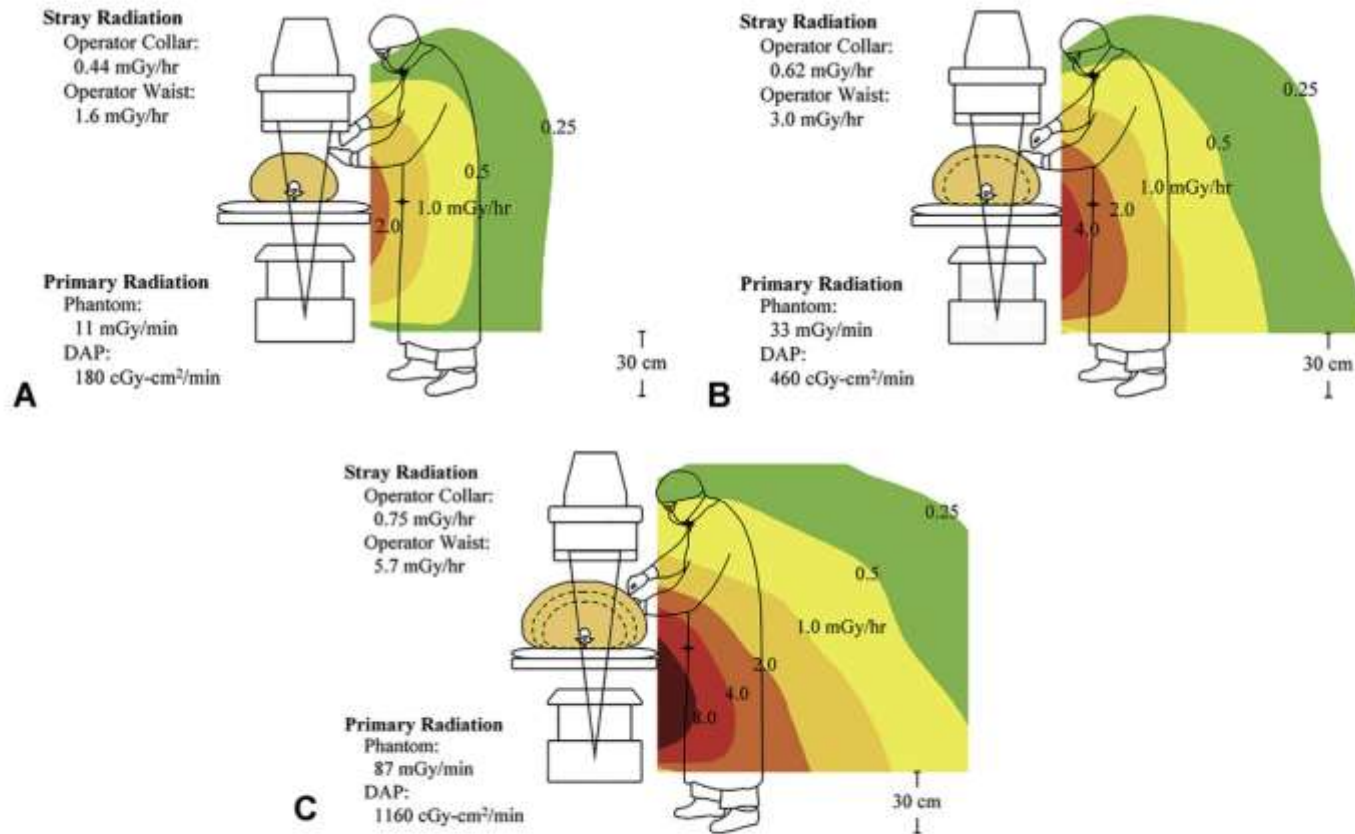 Stray Radiation
Operator Collar:
0.44 mGy/hr
Operator Waist:
1.6 mGy/hr
0.25
0.5
1.0 mGy/hr
2.0
Primary Radiation
Phantom:
11 mGy/min
DAP:
180 cGy-cm²/min
30 cm
A
Stray Radiation
Operator Collar:
0.62 mGy/hr
Operator Waist:
3.0 mGy/hr
0.25
0.5
1.0 mGy/hr
2.0
4.0
Primary Radiation
Phantom:
33 mGy/min
DAP:
460 cGy-cm²/min
30 cm
B
Stray Radiation
Operator Collar:
0.75 mGy/hr
Operator Waist:
5.7 mGy/hr
0.25
0.5
1.0 mGy/hr
2.0
4.0
8.0
Primary Radiation
Phantom:
87 mGy/min
DAP:
1160 cGy-cm²/min
30 cm
C